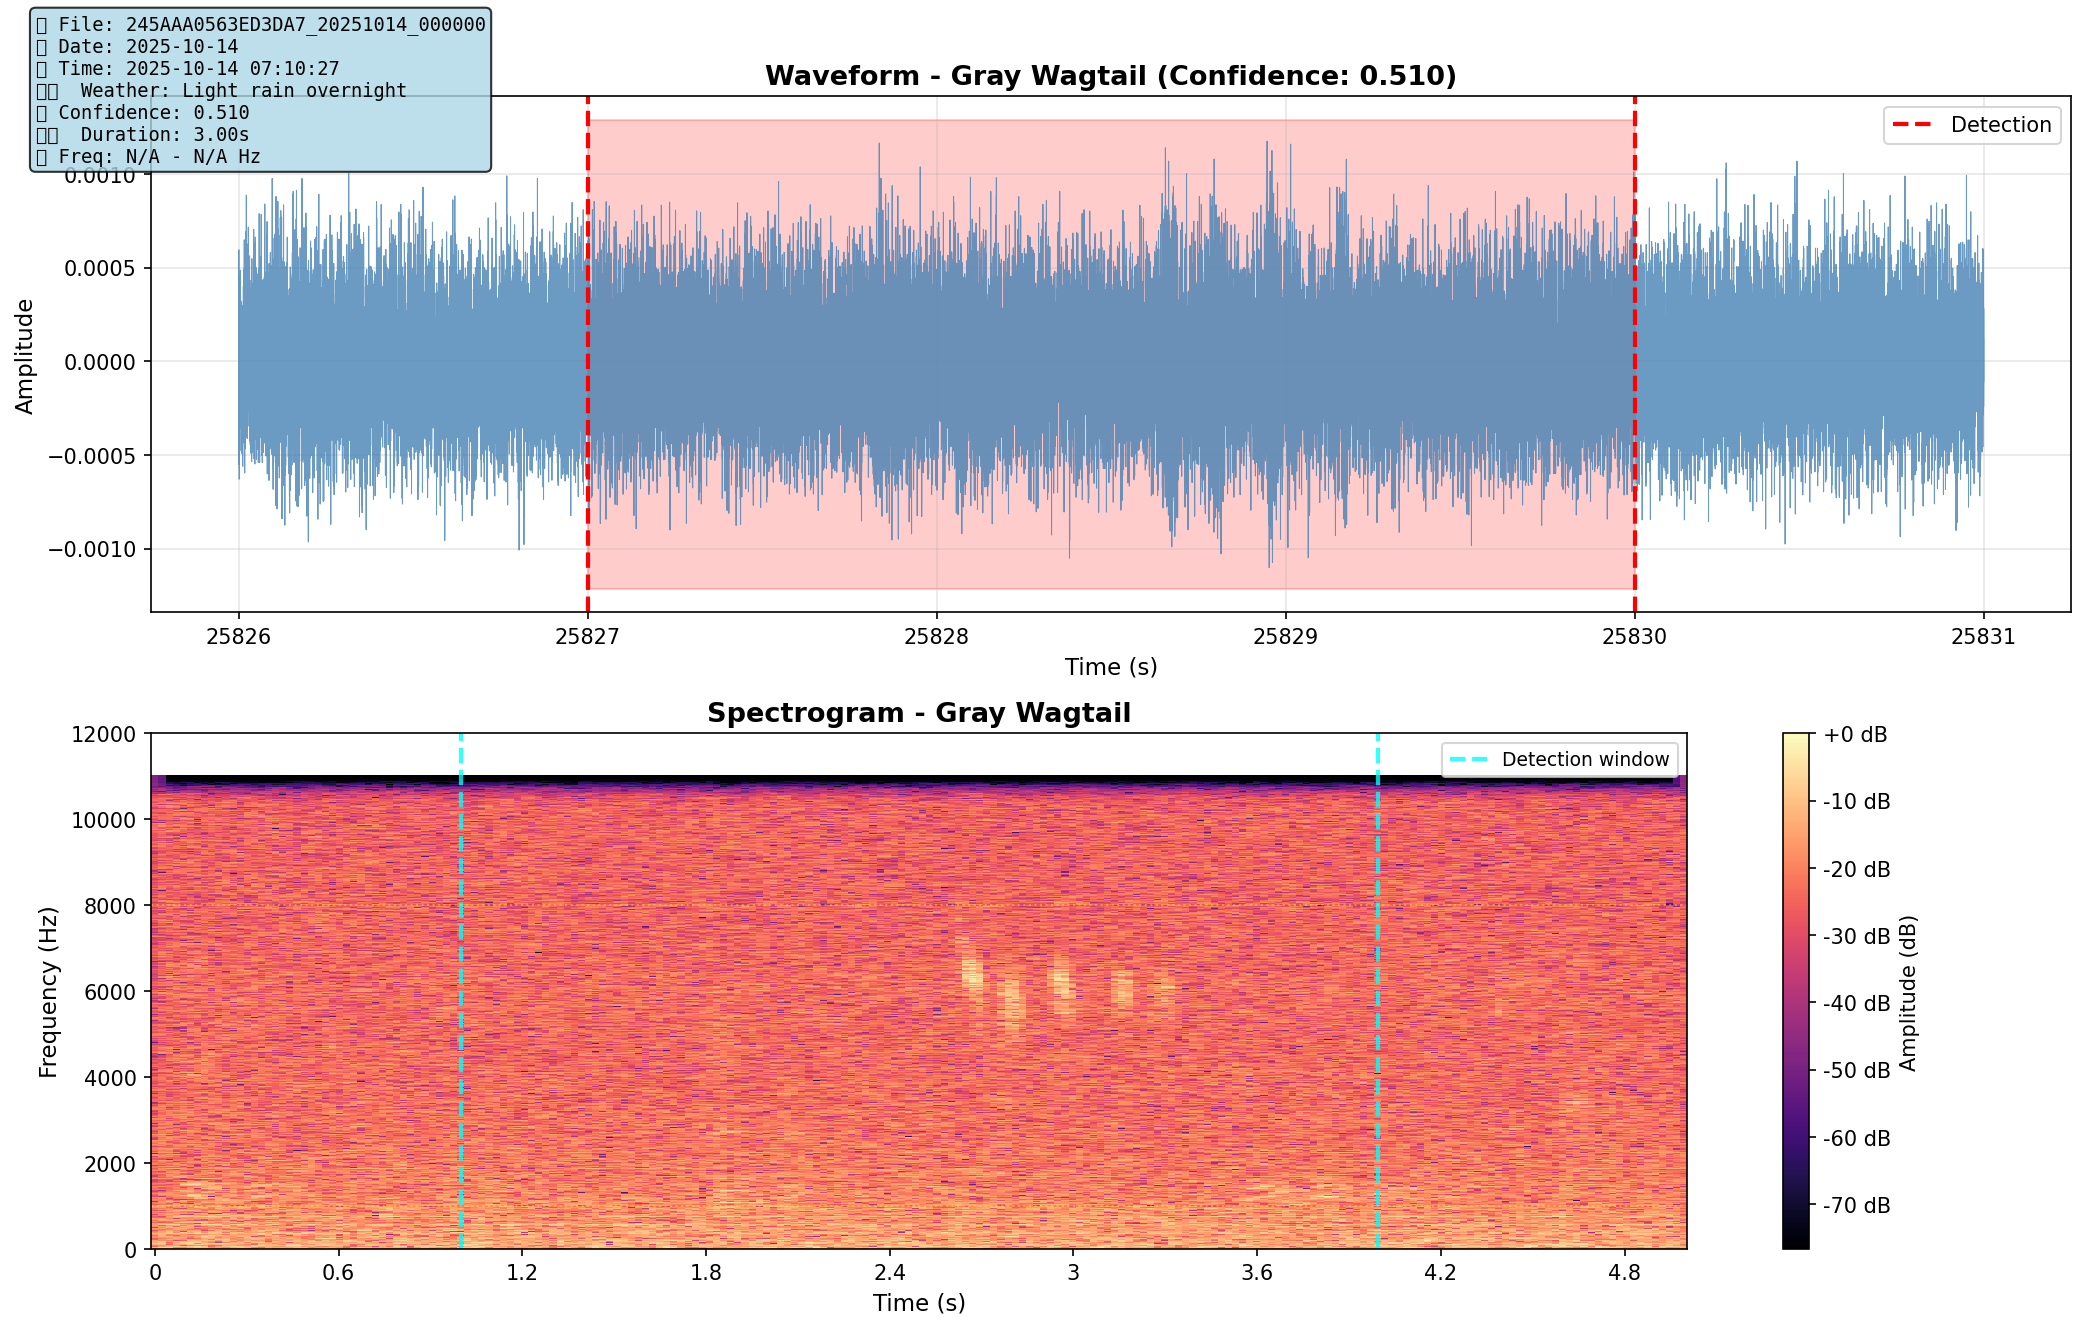 File: 245AAA0563ED3DA7_20251014_000000
Date: 2025-10-14
Time: 2025-10-14 07:10:27
Weather: Light rain overnight
Confidence: 0.510
Duration: 3.00s
Freq: N/A - N/A Hz
Waveform - Gray Wagtail (Confidence: 0.510)
Detection
0.0010
0.0005
0.0000
−0.0005
−0.0010
Amplitude
25826 25827 25828 25829 25830 25831
Time (s)
Spectrogram - Gray Wagtail
Detection window
12000
10000
8000
6000
4000
2000
0
Frequency (Hz)
0 0.6 1.2 1.8 2.4 3 3.6 4.2 4.8
Time (s)
+0 dB
-10 dB
-20 dB
-30 dB
-40 dB
-50 dB
-60 dB
-70 dB
Amplitude (dB)